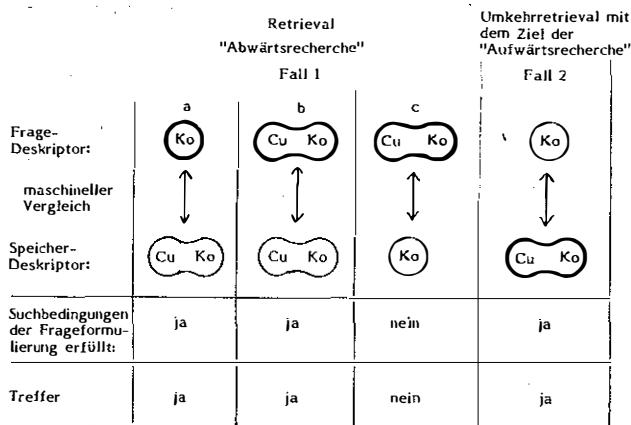 Retrieval
"Abwärtsrecherche"
Fall 1
Umkehrretrieval mit
dem Ziel der
"Aufwärtsrecherche"
Fall 2
a
b
c
Frage-
Deskriptor:
Ko
Cu Ko
Cu Ko
Ko
maschineller
Vergleich
Speicher-
Deskriptor:
Cu Ko
Cu Ko
Ko
Cu Ko
Suchbedingungen
der Frageformu-
lierung erfüllt:
ja
ja
nein
ja
Treffer
ja
ja
nein
ja